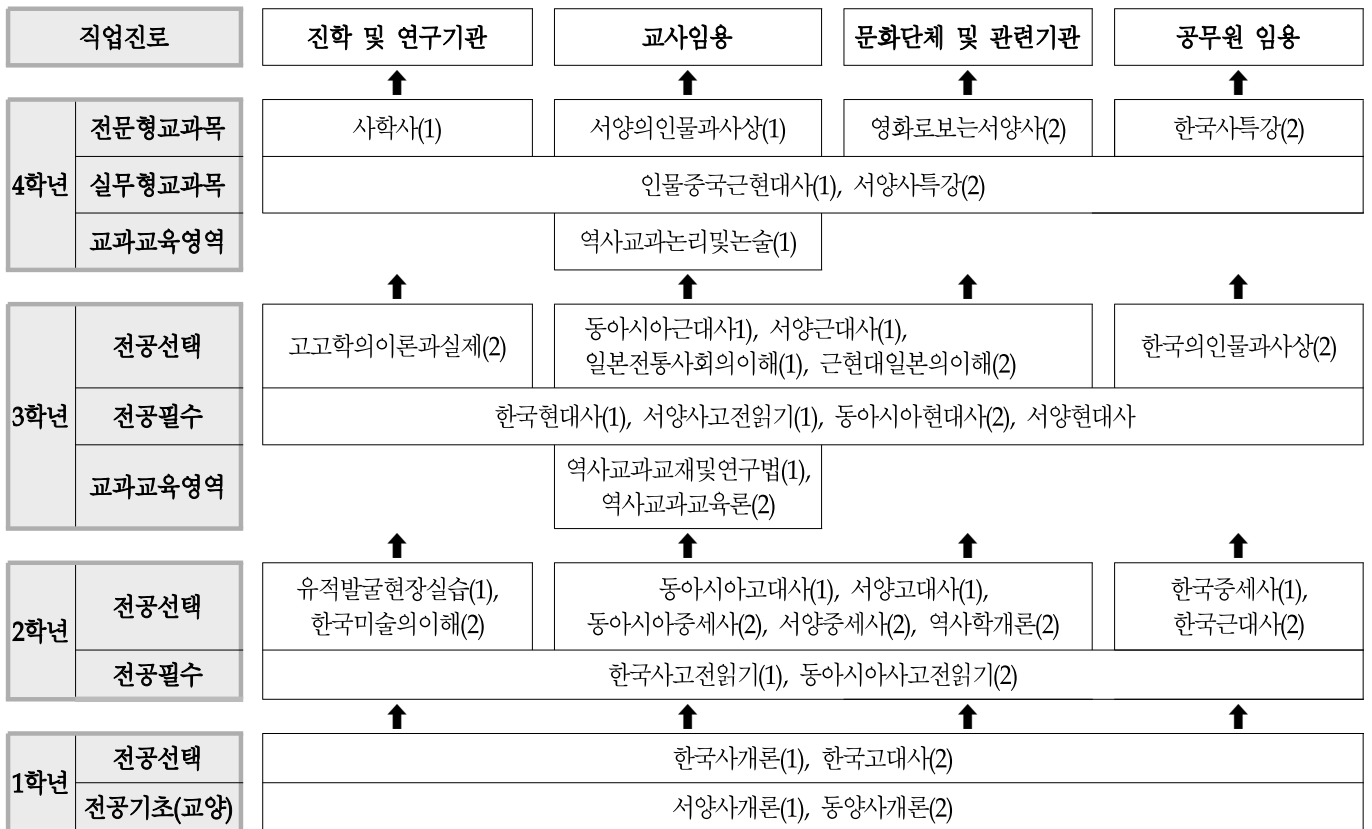 직업진로
진학 및 연구기관
교사임용
문화단체 및 관련기관
공무원 임용
4학년
전문형교과목
사학사(1)
서양의인물과사상(1)
영화로보는서양사(2)
한국사특강(2)
실무형교과목
인물중국근현대사(1), 서양사특강(2)
교과교육영역
역사교과논리및논술(1)
3학년
전공선택
고고학의이론과실제(2)
동아시아근대사1), 서양근대사(1),
일본전통사회의이해(1), 근현대일본의이해(2)
한국의인물과사상(2)
전공필수
한국현대사(1), 서양사고전읽기(1), 동아시아현대사(2), 서양현대사
교과교육영역
역사교과교재및연구법(1),
역사교과교육론(2)
2학년
전공선택
유적발굴현장실습(1),
한국미술의이해(2)
동아시아고대사(1), 서양고대사(1),
동아시아중세사(2), 서양중세사(2), 역사학개론(2)
한국중세사(1),
한국근대사(2)
전공필수
한국사고전읽기(1), 동아시아사고전읽기(2)
1학년
전공선택
한국사개론(1), 한국고대사(2)
전공기초(교양)
서양사개론(1), 동양사개론(2)